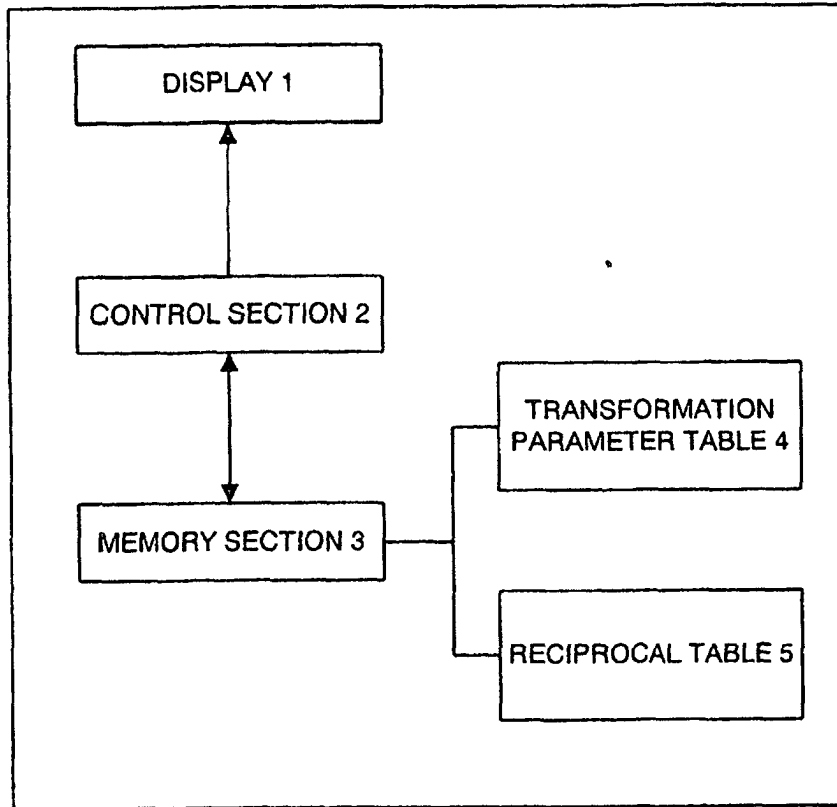 DISPLAY 1
CONTROL SECTION 2
MEMORY SECTION 3
TRANSFORMATION
PARAMETER TABLE 4
RECIPROCAL TABLE 5